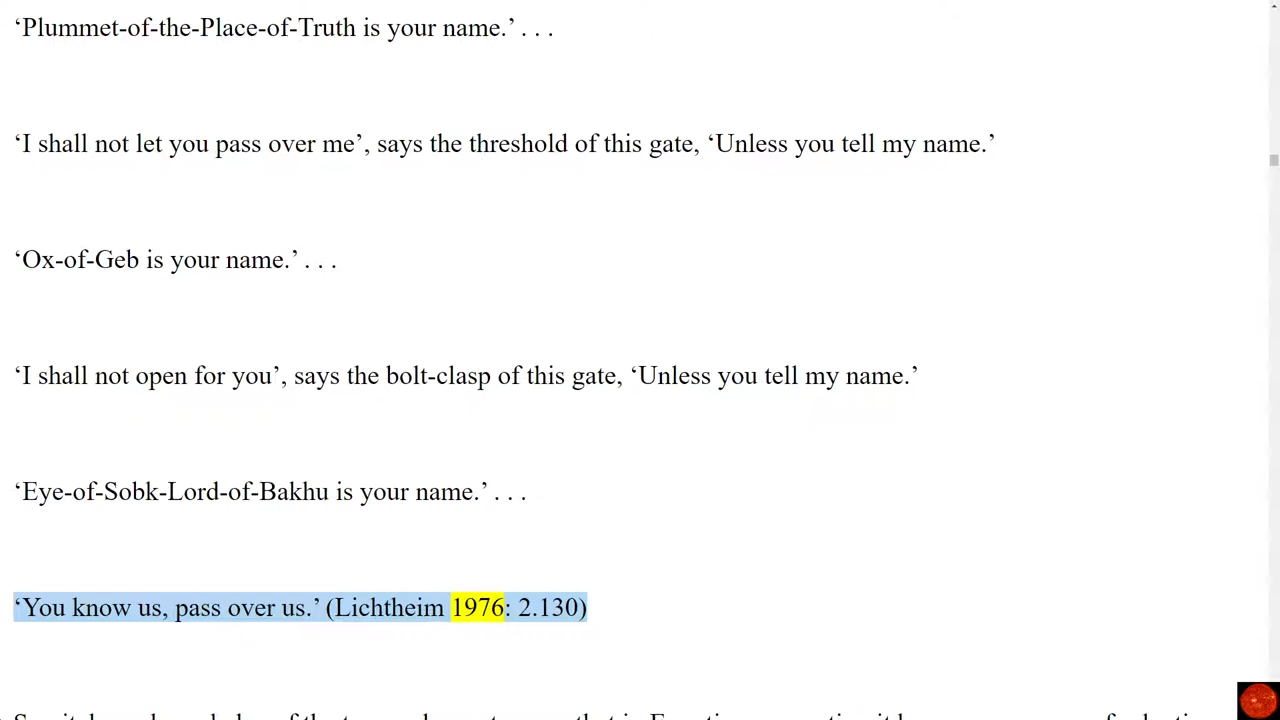 ‘Plummet-of-the-Place-of-Truth is your name.’ . . .
‘I shall not let you pass over me’, says the threshold of this gate, ‘Unless you tell my name.’
‘Ox-of-Geb is your name.’ . . .
‘I shall not open for you’, says the bolt-clasp of this gate, ‘Unless you tell my name.’
‘Eye-of-Sobk-Lord-of-Bakhu is your name.’ . . .
‘You know us, pass over us.’ (Lichtheim 1976: 2.130)